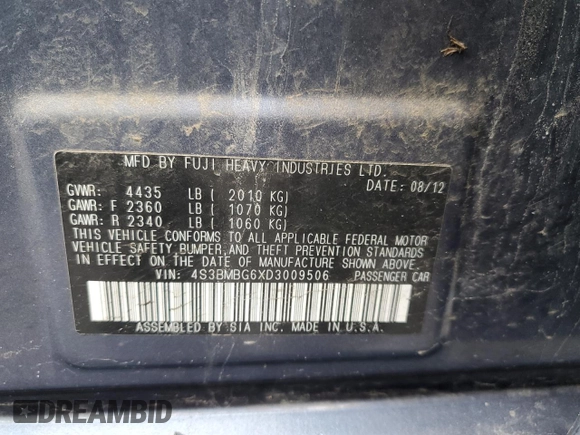 MFD BY FUJI HEAVY INDUSTRIES LTD.
DATE: 08/12
GVWR: 4435 LB ( 2010 KG)
GAWR: F 2360 LB ( 1070 KG)
GAWR: R 2340 LB ( 1060 KG)
THIS VEHICLE CONFORMS TO ALL APPLICABLE FEDERAL MOTOR
VEHICLE SAFETY, BUMPER, AND THEFT PREVENTION STANDARDS
IN EFFECT ON THE DATE OF MANUFACTURE SHOWN ABOVE.
VIN: 4S3BMBG6XD3009506 PASSENGER CAR
ASSEMBLED BY SIA INC. MADE IN U.S.A.
DREAMBID